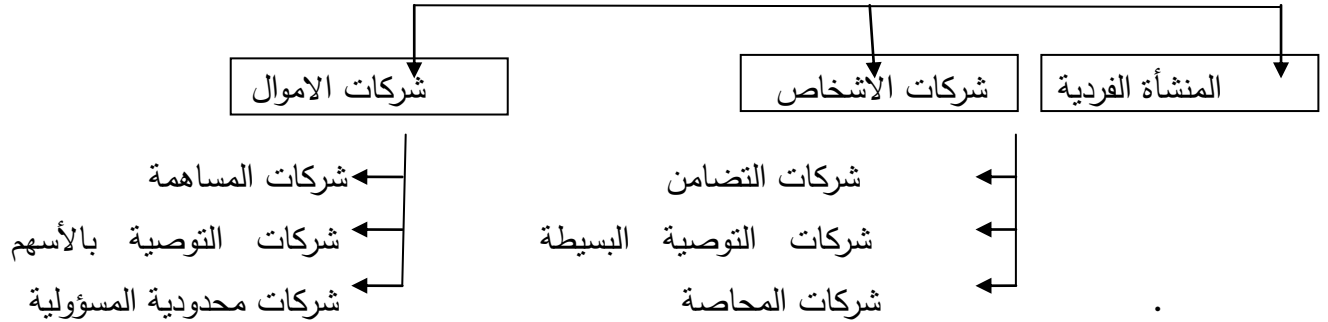 المنشأة الفردية
شركات الاشخاص
شركات الاموال
شركات التضامن
شركات التوصية البسيطة
شركات المحاصة
شركات المساهمة
شركات التوصية بالأسهم
شركات محدودية المسؤولية
.